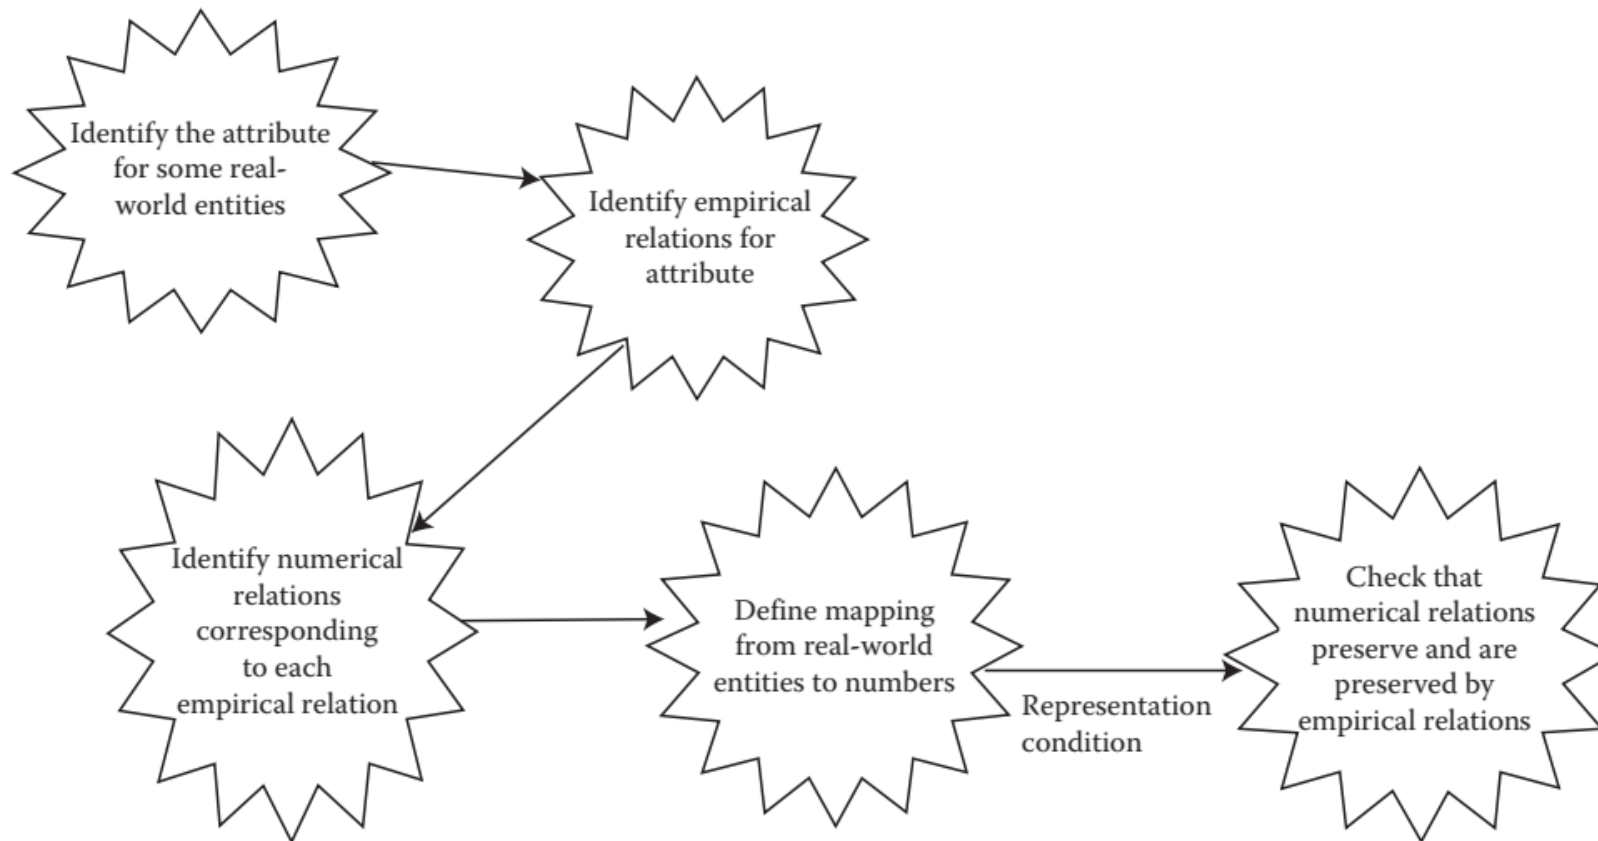 Identify the attribute
for some real-
world entities
Identify empirical
relations for
attribute
Identify numerical
relations
corresponding
to each
empirical relation
Define mapping
from real-world
entities to numbers
Representation
condition
Check that
numerical relations
preserve and are
preserved by
empirical relations